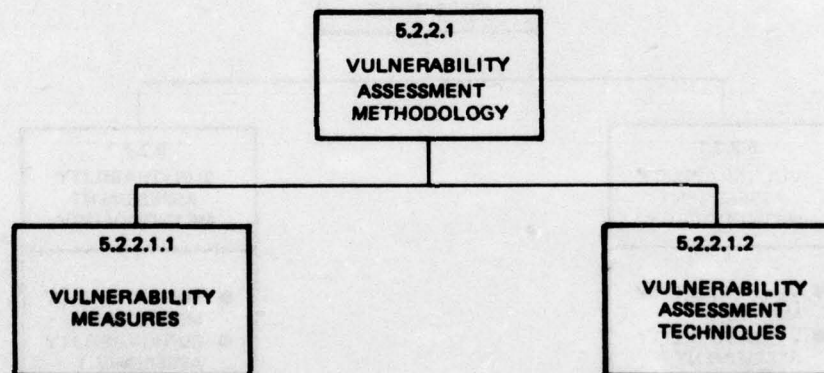 5.2.2.1
VULNERABILITY
ASSESSMENT
METHODOLOGY
5.2.2.1.1
VULNERABILITY
MEASURES
5.2.2.1.2
VULNERABILITY
ASSESSMENT
TECHNIQUES